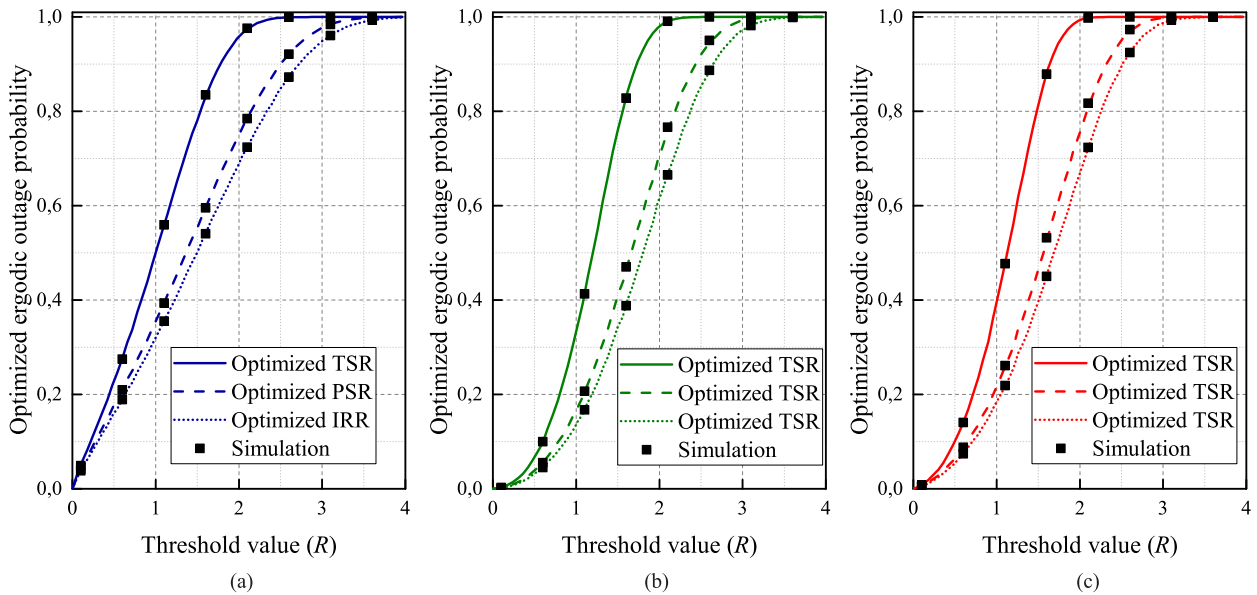 Optimized ergodic outage probability
1,0
0,8
0,6
0,4
0,2
0,0
Optimized TSR
Optimized PSR
Optimized IRR
Simulation
0 1 2 3 4
Threshold value (R)
(a)
Optimized ergodic outage probability
1,0
0,8
0,6
0,4
0,2
0,0
Optimized TSR
Optimized TSR
Optimized TSR
Simulation
0 1 2 3 4
Threshold value (R)
(b)
Optimized ergodic outage probability
1,0
0,8
0,6
0,4
0,2
0,0
Optimized TSR
Optimized TSR
Optimized TSR
Simulation
0 1 2 3 4
Threshold value (R)
(c)